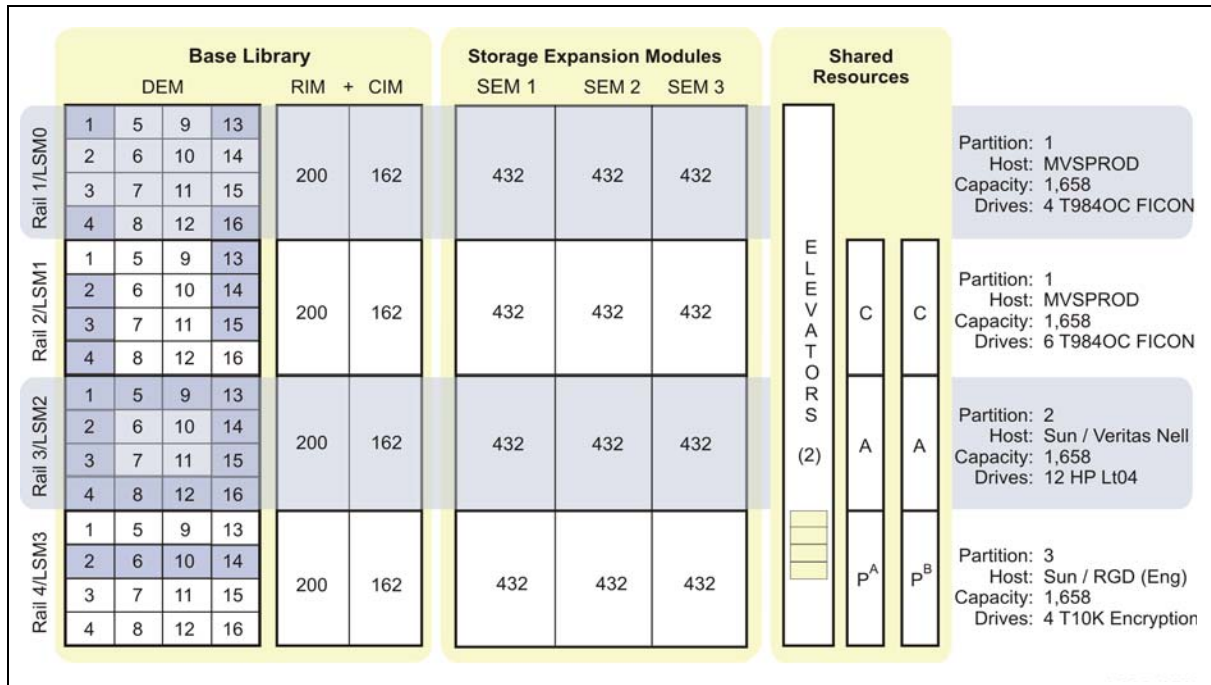 Base Library
Storage Expansion Modules
Shared
Resources
DEM
RIM + CIM
SEM 1
SEM 2
SEM 3
Rail 1/LSM0
1 5 9 13
2 6 10 14
3 7 11 15
4 8 12 16
200
162
432
432
432
Partition: 1
Host: MVSPROD
Capacity: 1,658
Drives: 4 T984OC FICON
Rail 2/LSM1
1 5 9 13
2 6 10 14
3 7 11 15
4 8 12 16
200
162
432
432
432
C
C
Partition: 1
Host: MVSPROD
Capacity: 1,658
Drives: 6 T984OC FICON
ELEVATORS
(2)
Rail 3/LSM2
1 5 9 13
2 6 10 14
3 7 11 15
4 8 12 16
200
162
432
432
432
A
A
Partition: 2
Host: Sun / Veritas Nell
Capacity: 1,658
Drives: 12 HP Lt04
Rail 4/LSM3
1 5 9 13
2 6 10 14
3 7 11 15
4 8 12 16
200
162
432
432
432
P^A
P^B
Partition: 3
Host: Sun / RGD (Eng)
Capacity: 1,658
Drives: 4 T10K Encryption